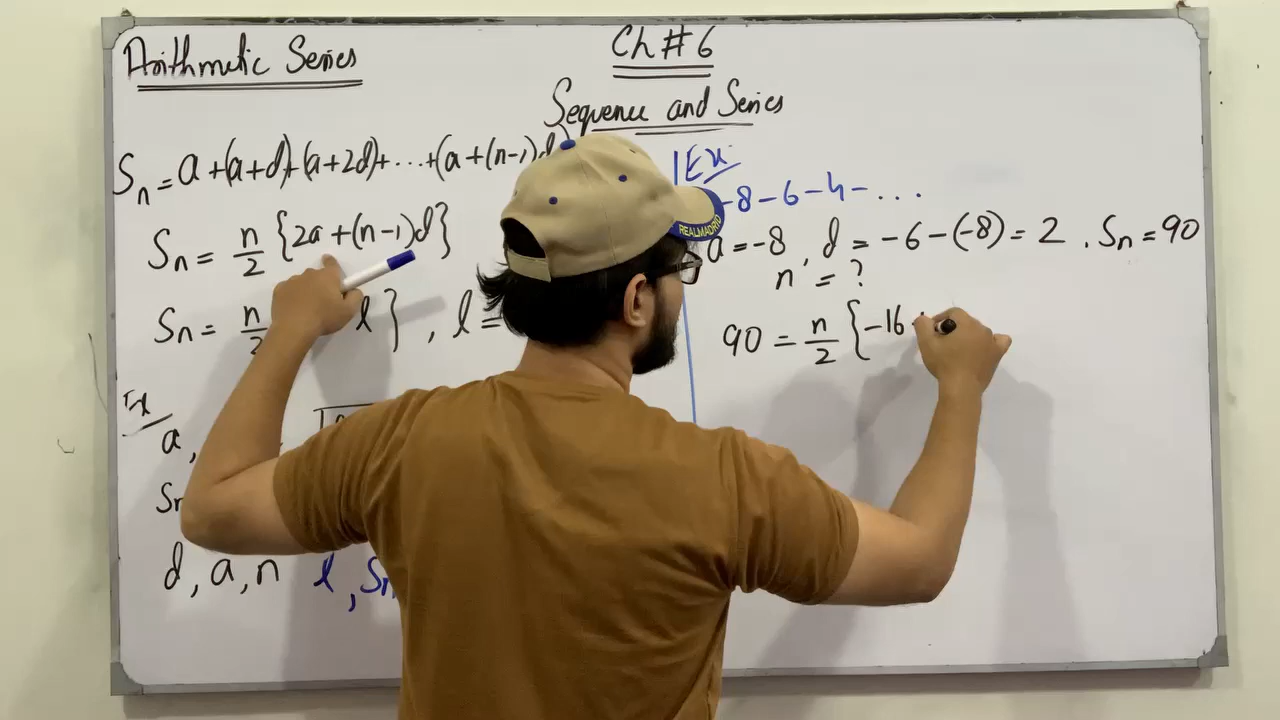 Arithmetic Series
Ch # 6
Sequence and Series
Sn = a + (a+d) + (a+2d) + ... + (a+(n-1)d)
Sn = n/2 {2a + (n-1)d}
Sn = n/2 l} , l =
Ex
a,
d, a, n l, Sn
Ex
-8 - 6 - 4 - ...
a = -8 , d = -6 - (-8) = 2 , Sn = 90
n = ?
90 = n/2 {-16
REALMADRID